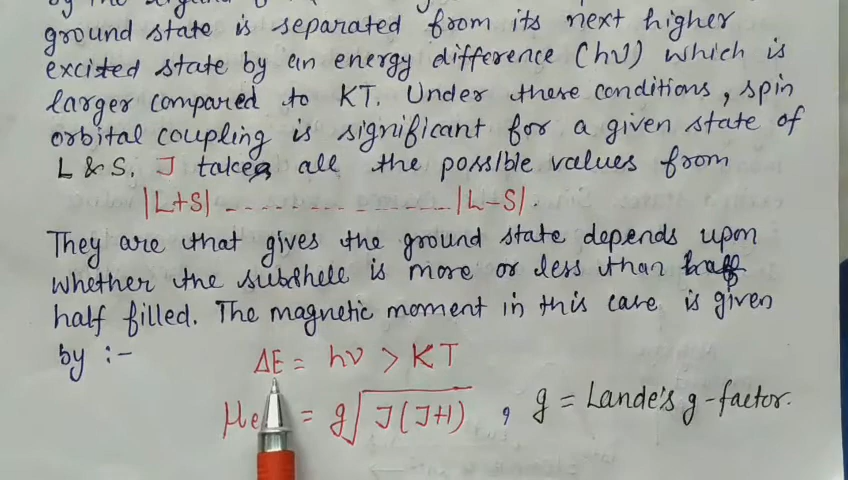 by the
ground state is separated from its next higher
excited state by an energy difference (hν) which is
larger compared to KT. Under these conditions, spin
orbital coupling is significant for a given state of
L & S. J takes all the possible values from
|L+S| - - - - - - - - - - - - - - - |L-S|.
They are that gives the ground state depends upon
whether the subshell is more or less than half
half filled. The magnetic moment in this case is given
by :-
ΔE = hν > KT
μe = g√J(J+1) , g = Lande's g-factor.